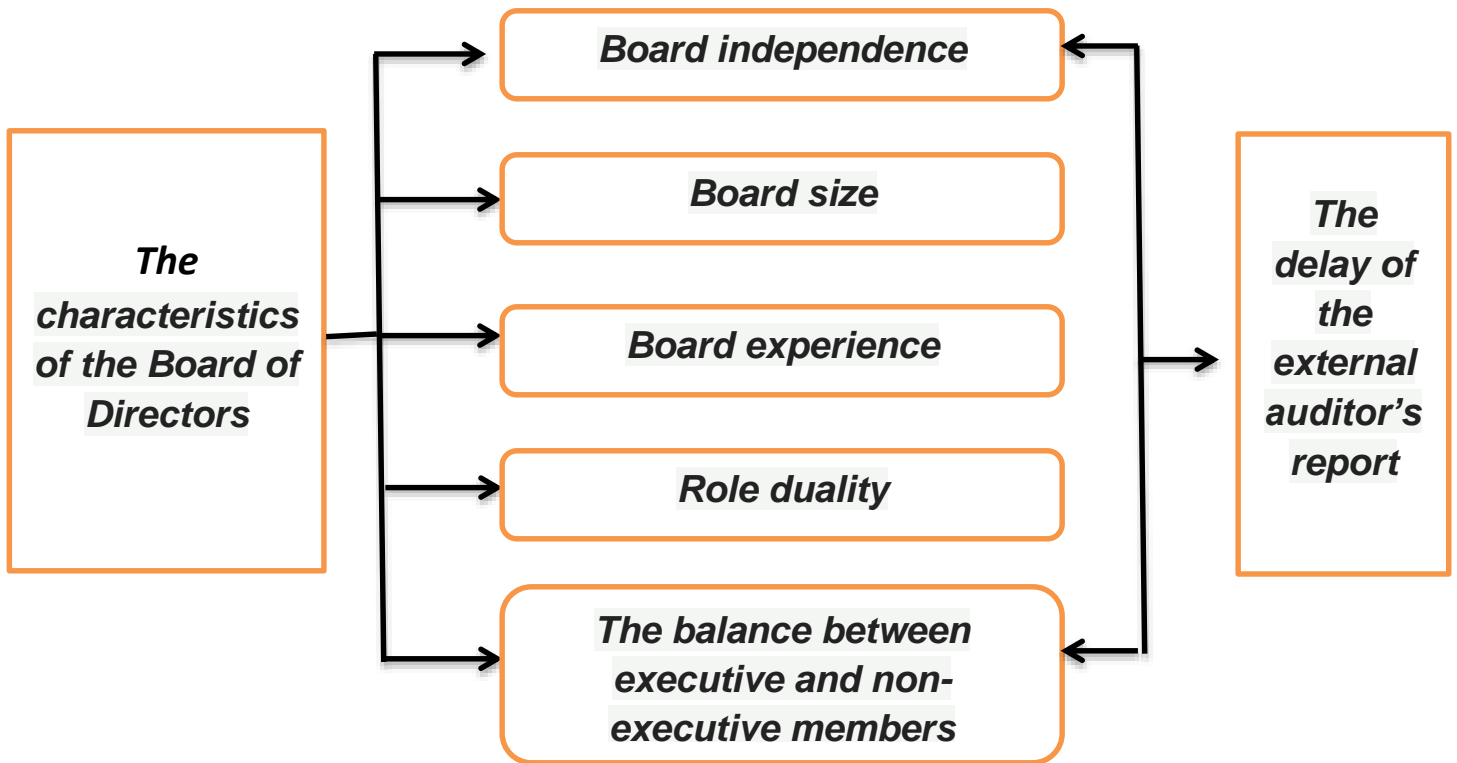 The
characteristics
of the Board of
Directors
Board independence
Board size
Board experience
Role duality
The balance between
executive and non-
executive members
The
delay of
the
external
auditor’s
report